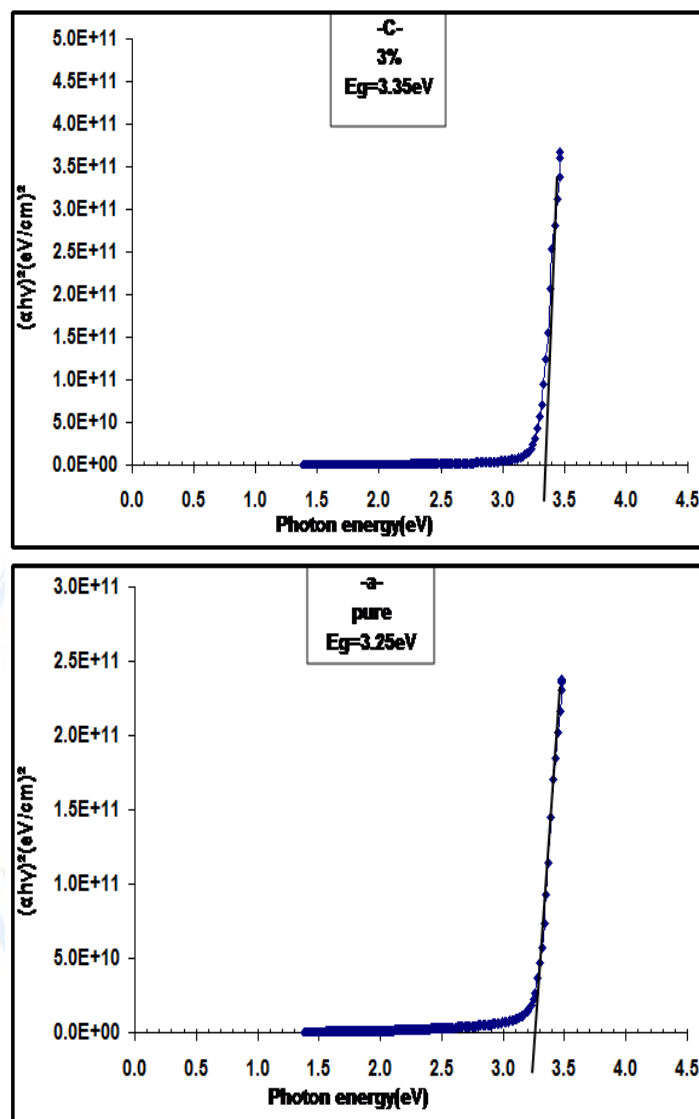 -C-
3%
Eg=3.35eV
(αhγ)²(eV/cm)²
5.0E+11
4.5E+11
4.0E+11
3.5E+11
3.0E+11
2.5E+11
2.0E+11
1.5E+11
1.0E+11
5.0E+10
0.0E+00
0.0 0.5 1.0 1.5 2.0 2.5 3.0 3.5 4.0 4.5
Photon energy(eV)
-a-
pure
Eg=3.25eV
(αhγ)²(eV/cm)²
3.0E+11
2.5E+11
2.0E+11
1.5E+11
1.0E+11
5.0E+10
0.0E+00
0.0 0.5 1.0 1.5 2.0 2.5 3.0 3.5 4.0 4.5
Photon energy(eV)